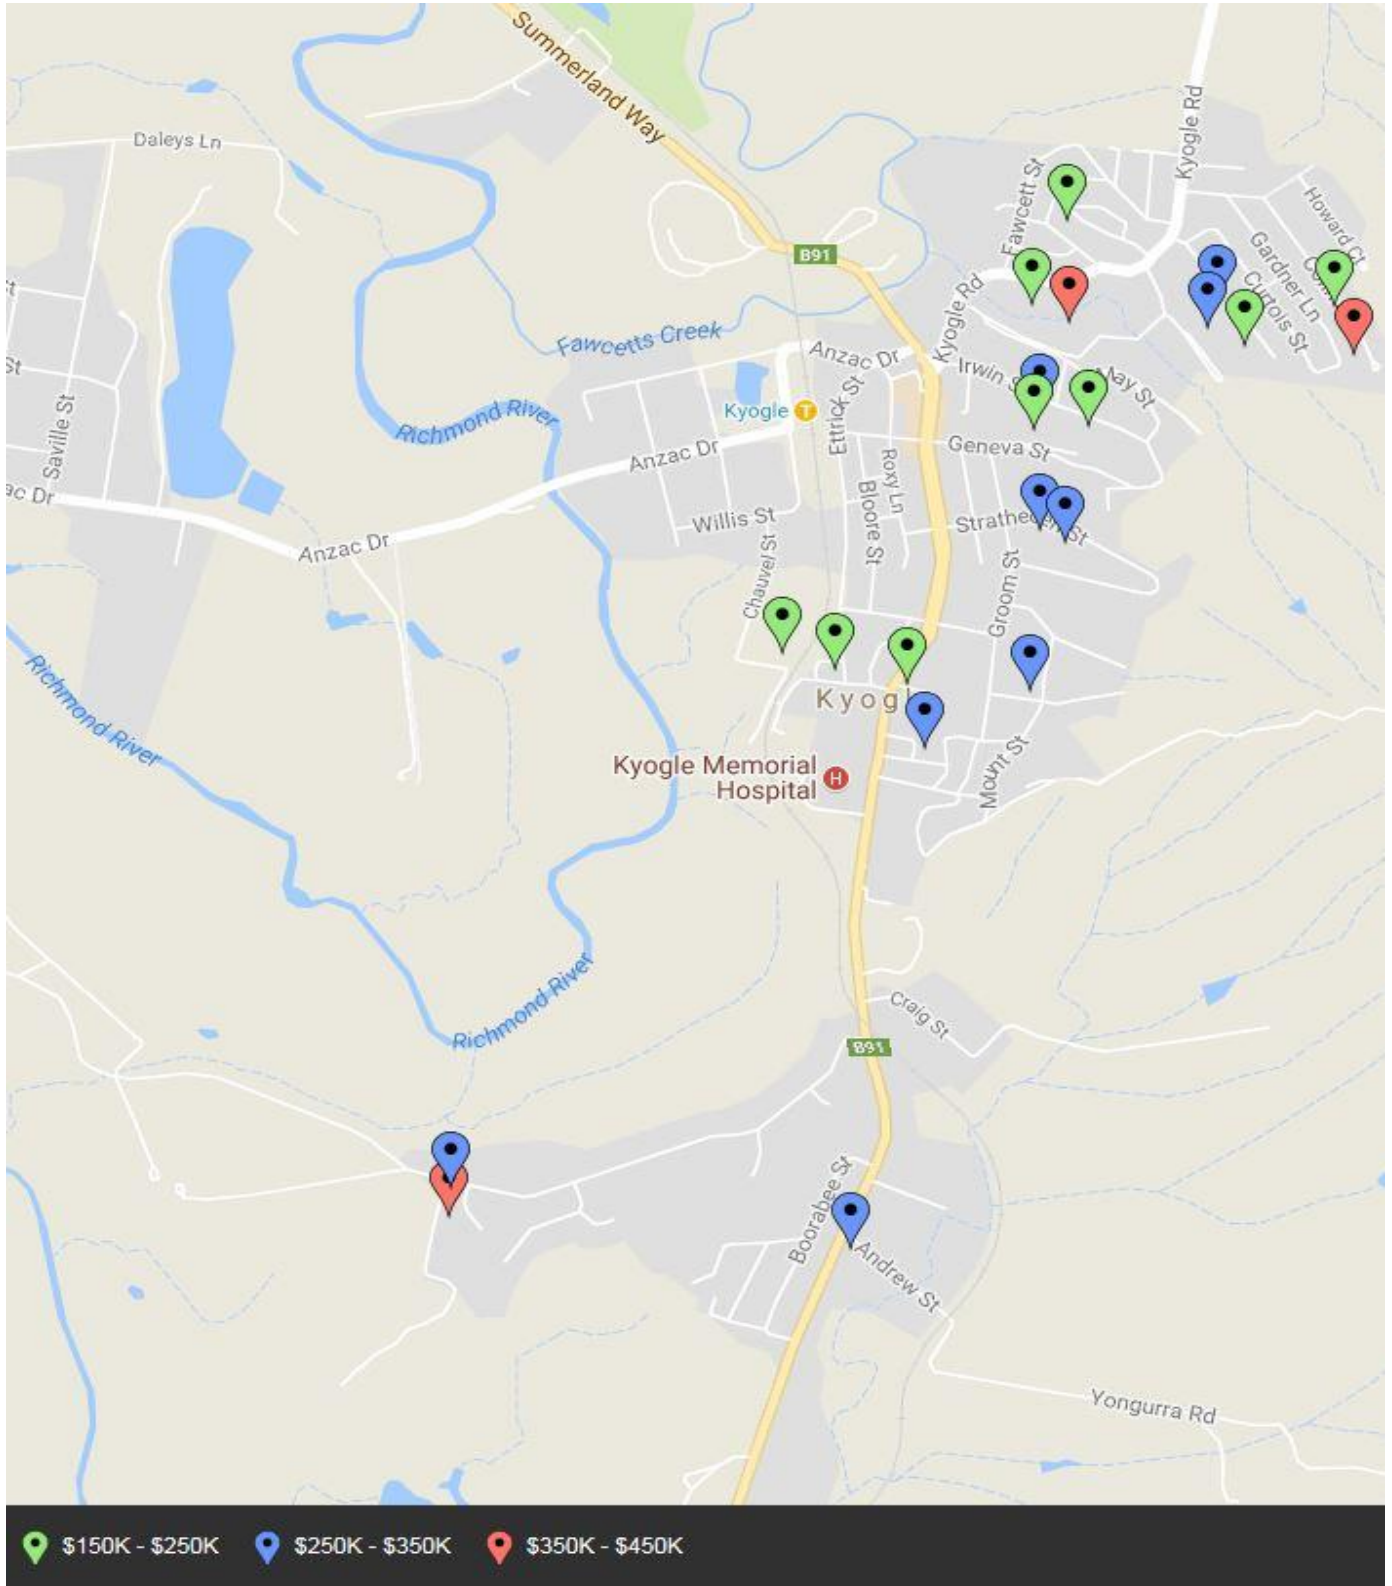 Summerland Way
Daleys Ln
Kyogle Rd
Fawcett St
Howard Ct
B91
Gardner Ln
Curtois St
Kyogle Rd
Fawcetts Creek
Anzac Dr
Irwin
May St
Kyogle T
Ettrick St
Saville St
Richmond River
Geneva St
Anzac Dr
Roxy Ln
Bloore St
ac Dr
Willis St
St
Anzac Dr
Chauvel St
Groom St
Richmond River
Kyogl
Kyogle Memorial
Hospital H
Mount St
Richmond River
Craig St
B91
Boorabee St
Andrew St
Yongurra Rd
$150K - $250K $250K - $350K $350K - $450K